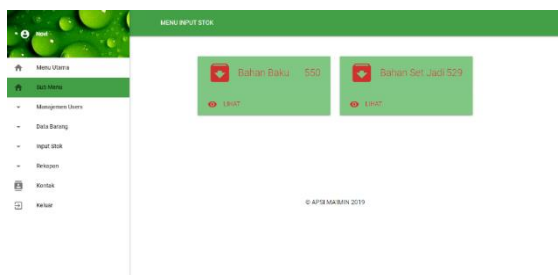 MENU INPUT STOK
Menu Utama
Sub Menu
Manajemen Users
Data Barang
Input Stok
Rekapan
Kontak
Keluar
Bahan Baku 550
LIHAT
Bahan Set Jadi 529
LIHAT
© APSI MAIMIN 2019